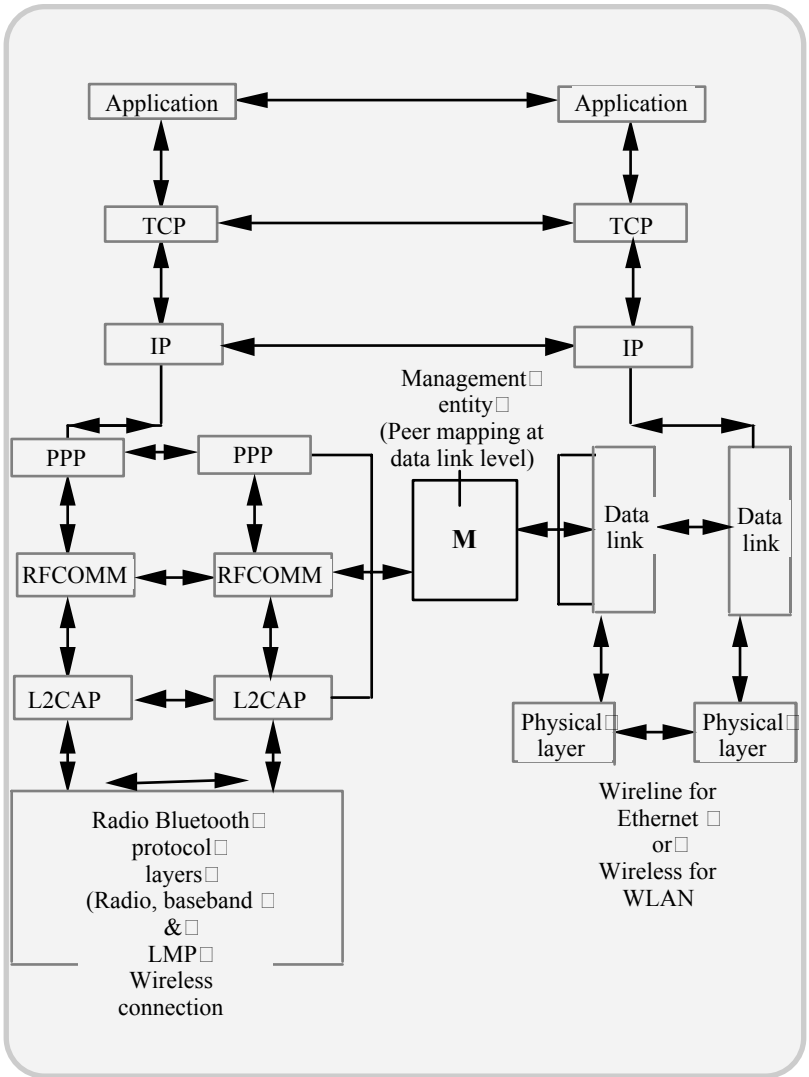 Application
Application
TCP
TCP
IP
IP
Management
entity
(Peer mapping at
data link level)
PPP
PPP
M
Data
link
Data
link
RFCOMM
RFCOMM
L2CAP
L2CAP
Physical
layer
Physical
layer
Radio Bluetooth
protocol
layers
(Radio, baseband
&
LMP
Wireless
connection
Wireline for
Ethernet
or
Wireless for
WLAN